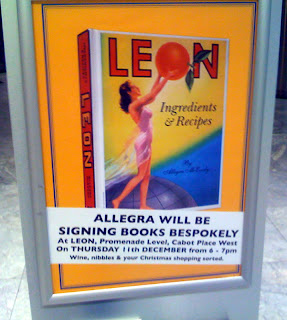 LEON
Ingredients
& Recipes
By
Allegra McEvedy
LEON
ALLEGRA WILL BE
SIGNING BOOKS BESPOKELY
At LEON, Promenade Level, Cabot Place West
On THURSDAY 11th DECEMBER from 6 - 7pm
Wine, nibbles & your Christmas shopping sorted.